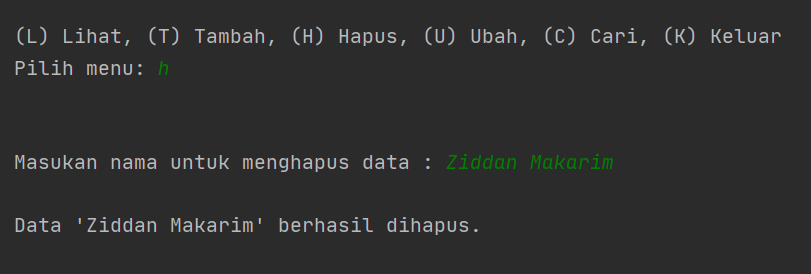 (L) Lihat, (T) Tambah, (H) Hapus, (U) Ubah, (C) Cari, (K) Keluar
Pilih menu: h
Masukan nama untuk menghapus data : Ziddan Makarim
Data 'Ziddan Makarim' berhasil dihapus.